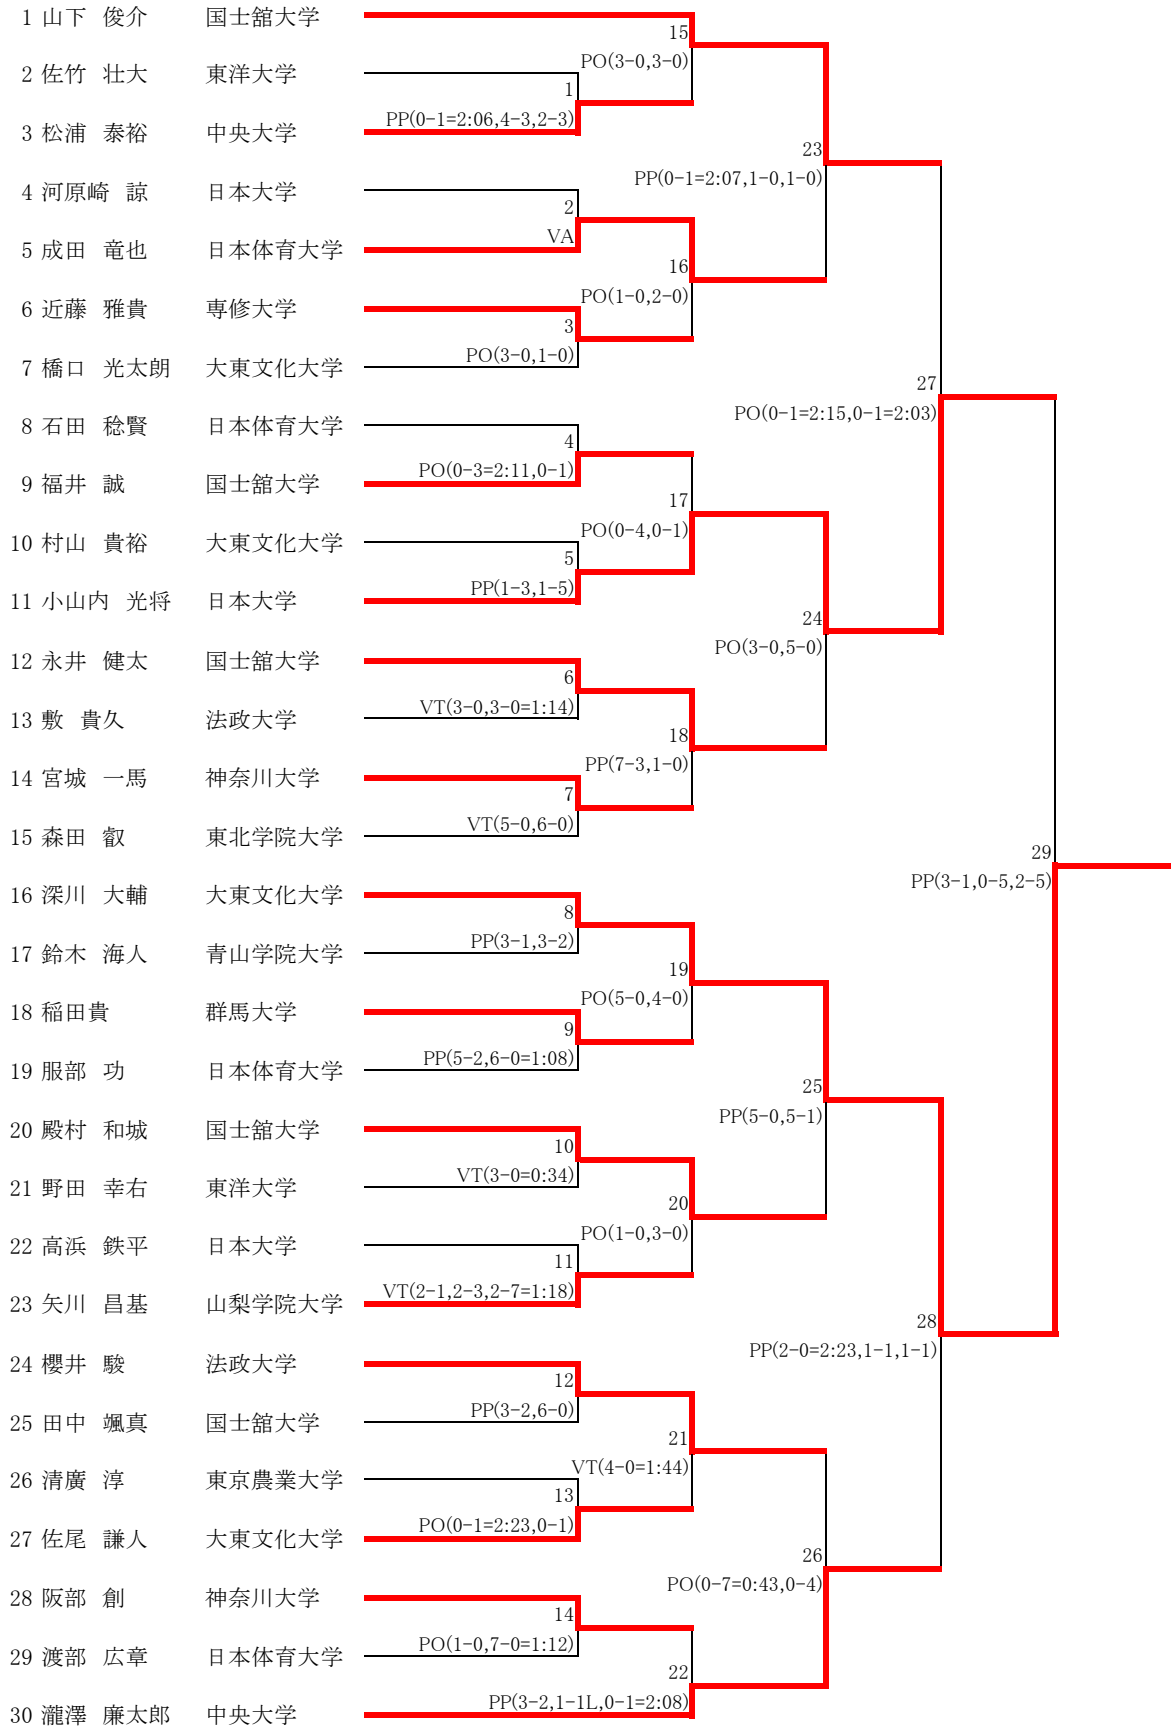 1 山下 俊介 国士舘大学
15
PO(3-0,3-0)
2 佐竹 壮大 東洋大学
1
PP(0-1=2:06,4-3,2-3)
3 松浦 泰裕 中央大学
23
PP(0-1=2:07,1-0,1-0)
4 河原崎 諒 日本大学
2
VA
5 成田 竜也 日本体育大学
16
PO(1-0,2-0)
6 近藤 雅貴 専修大学
3
PO(3-0,1-0)
7 橋口 光太朗 大東文化大学
27
PO(0-1=2:15,0-1=2:03)
8 石田 稔賢 日本体育大学
4
PO(0-3=2:11,0-1)
9 福井 誠 国士舘大学
17
PO(0-4,0-1)
10 村山 貴裕 大東文化大学
5
PP(1-3,1-5)
11 小山内 光将 日本大学
24
PO(3-0,5-0)
12 永井 健太 国士舘大学
6
VT(3-0,3-0=1:14)
13 敷 貴久 法政大学
18
PP(7-3,1-0)
14 宮城 一馬 神奈川大学
7
VT(5-0,6-0)
15 森田 叡 東北学院大学
29
PP(3-1,0-5,2-5)
16 深川 大輔 大東文化大学
8
PP(3-1,3-2)
17 鈴木 海人 青山学院大学
19
PO(5-0,4-0)
18 稲田貴 群馬大学
9
PP(5-2,6-0=1:08)
19 服部 功 日本体育大学
25
PP(5-0,5-1)
20 殿村 和城 国士舘大学
10
VT(3-0=0:34)
21 野田 幸右 東洋大学
20
PO(1-0,3-0)
22 高浜 鉄平 日本大学
11
VT(2-1,2-3,2-7=1:18)
23 矢川 昌基 山梨学院大学
28
PP(2-0=2:23,1-1,1-1)
24 櫻井 駿 法政大学
12
PP(3-2,6-0)
25 田中 颯真 国士舘大学
21
VT(4-0=1:44)
26 清廣 淳 東京農業大学
13
PO(0-1=2:23,0-1)
27 佐尾 謙人 大東文化大学
26
PO(0-7=0:43,0-4)
28 阪部 創 神奈川大学
14
PO(1-0,7-0=1:12)
29 渡部 広章 日本体育大学
22
PP(3-2,1-1L,0-1=2:08)
30 瀧澤 廉太郎 中央大学